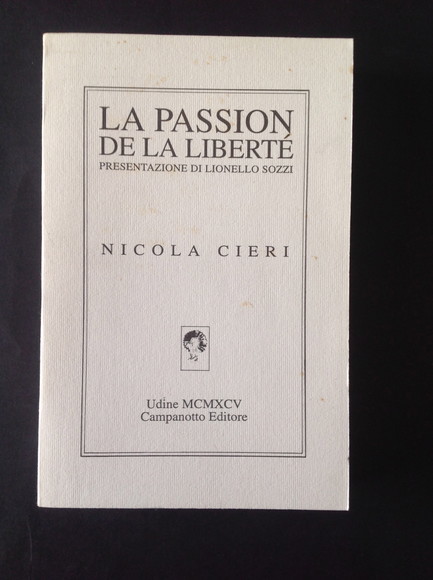 LA PASSION
DE LA LIBERTÉ
PRESENTAZIONE DI LIONELLO SOZZI
NICOLA CIERI
Udine MCMXCV
Campanotto Editore